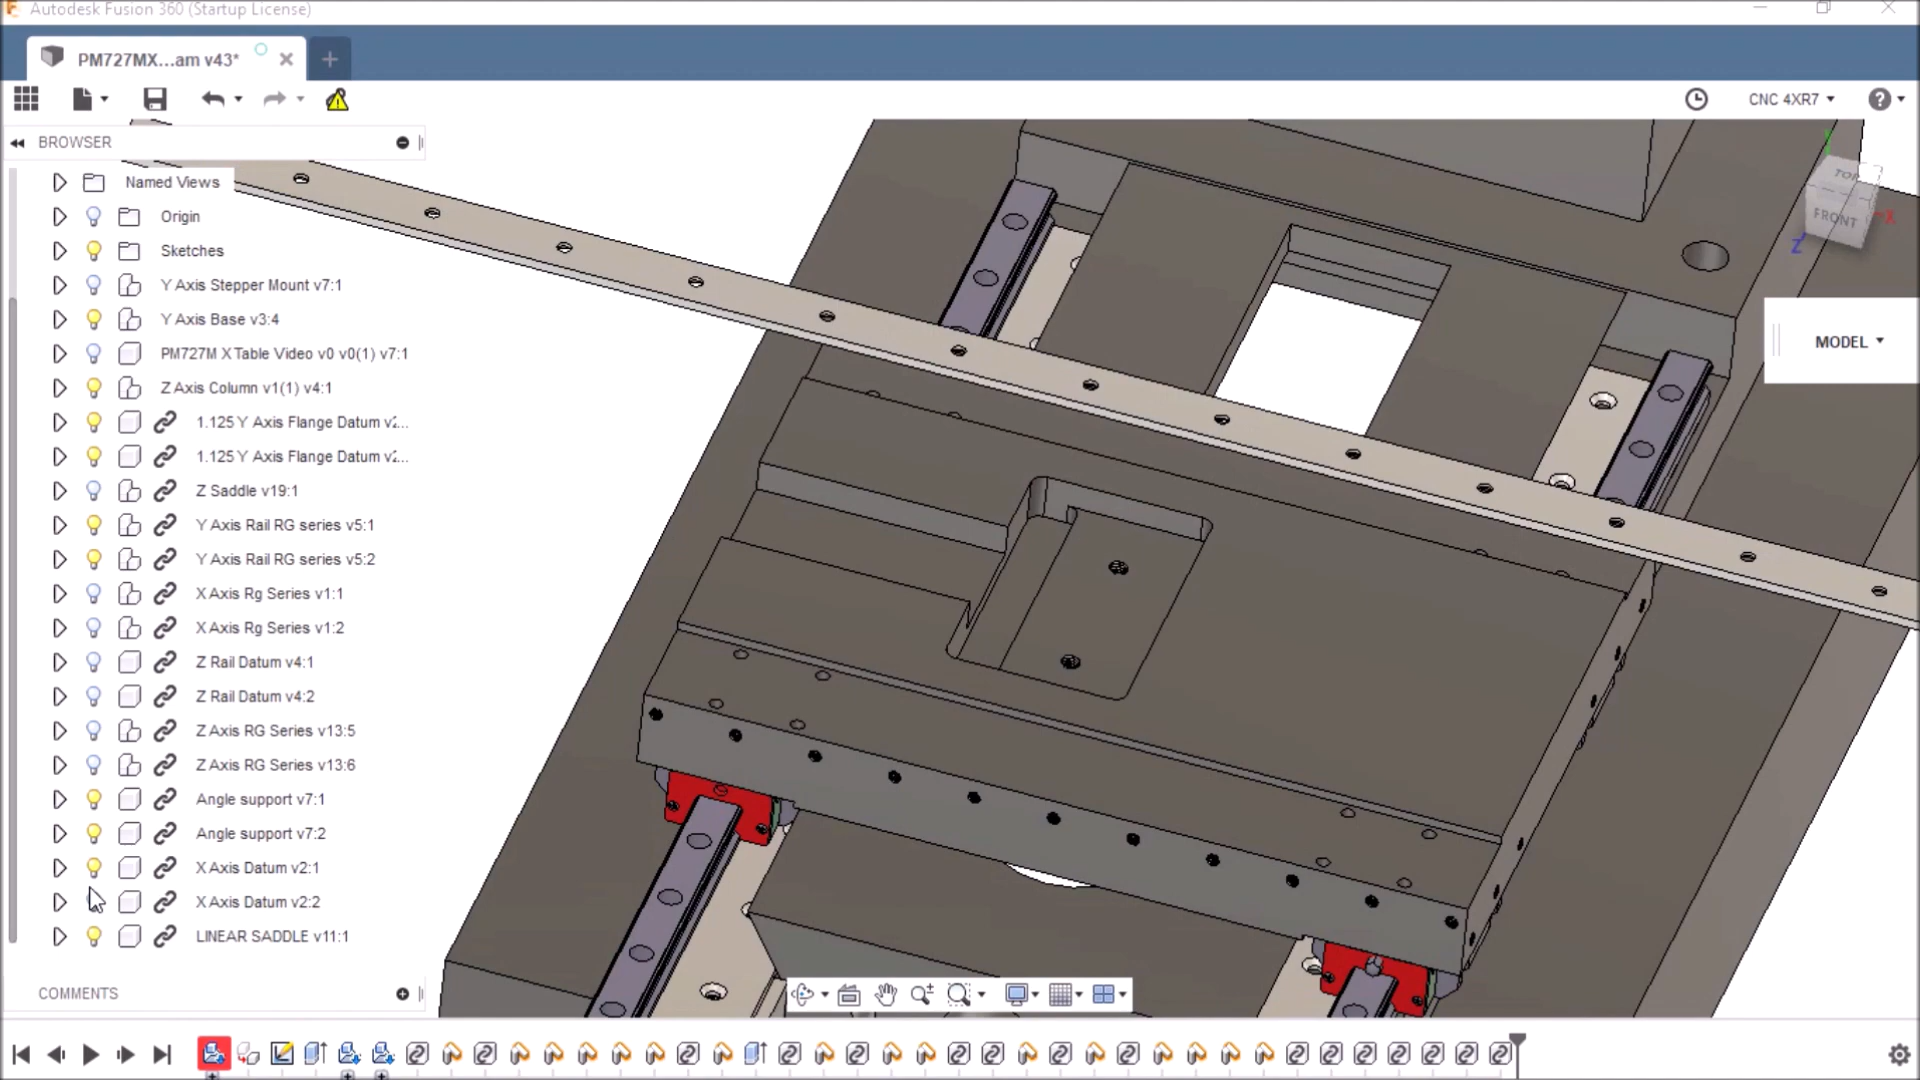 Autodesk Fusion 360 (Startup License)
PM727MX...am v43*
CNC 4XR7
BROWSER
Named Views
Origin
Sketches
Y Axis Stepper Mount v7:1
Y Axis Base v3:4
PM727M X Table Video v0 v0(1) v7:1
Z Axis Column v1(1) v4:1
1.125 Y Axis Flange Datum v2...
1.125 Y Axis Flange Datum v2...
Z Saddle v19:1
Y Axis Rail RG series v5:1
Y Axis Rail RG series v5:2
X Axis Rg Series v1:1
X Axis Rg Series v1:2
Z Rail Datum v4:1
Z Rail Datum v4:2
Z Axis RG Series v13:5
Z Axis RG Series v13:6
Angle support v7:1
Angle support v7:2
X Axis Datum v2:1
X Axis Datum v2:2
LINEAR SADDLE v11:1
COMMENTS
TOP
FRONT
X
Z
MODEL